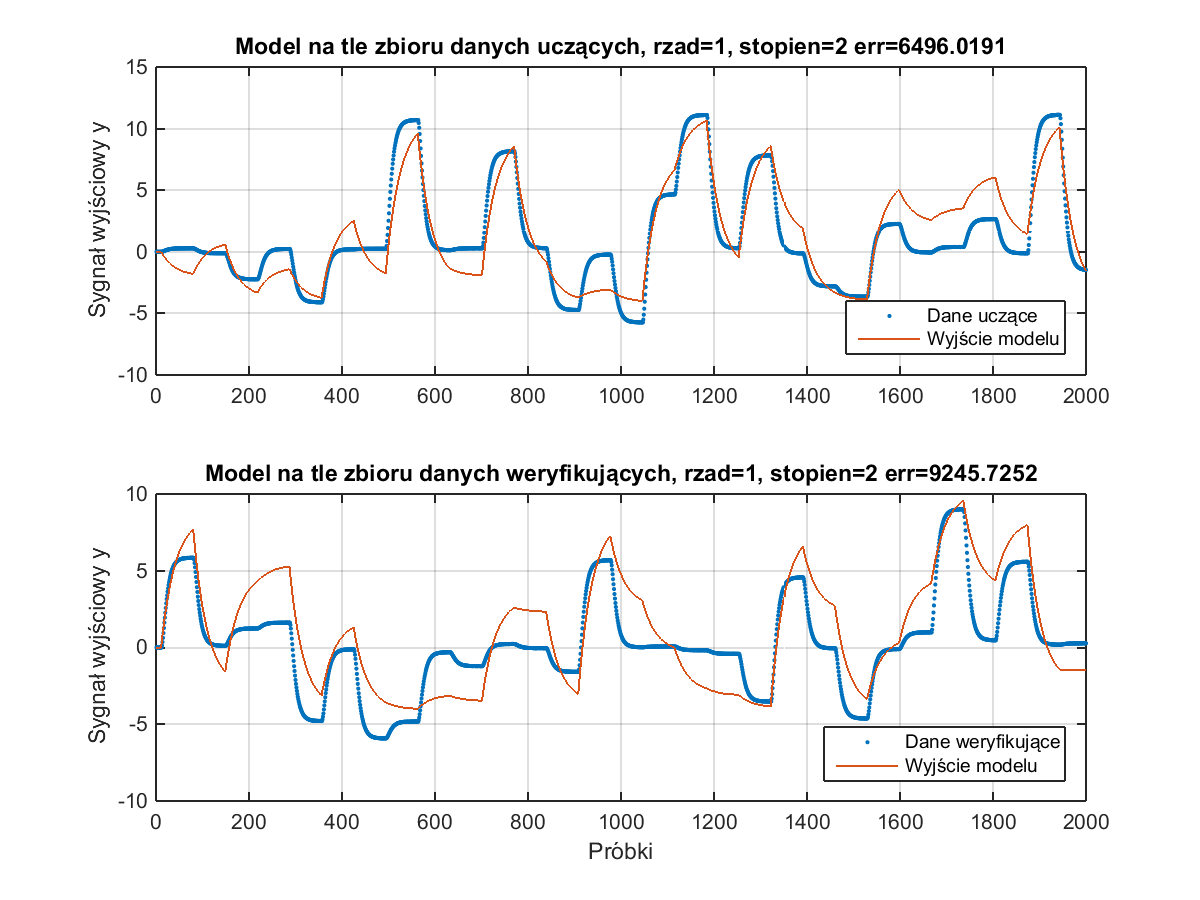 Model na tle zbioru danych uczących, rzad=1, stopien=2 err=6496.0191
Sygnał wyjściowy y
15
10
5
0
-5
-10
0 200 400 600 800 1000 1200 1400 1600 1800 2000
Dane uczące
Wyjście modelu
Model na tle zbioru danych weryfikujących, rzad=1, stopien=2 err=9245.7252
Sygnał wyjściowy y
10
5
0
-5
-10
0 200 400 600 800 1000 1200 1400 1600 1800 2000
Dane weryfikujące
Wyjście modelu
Próbki